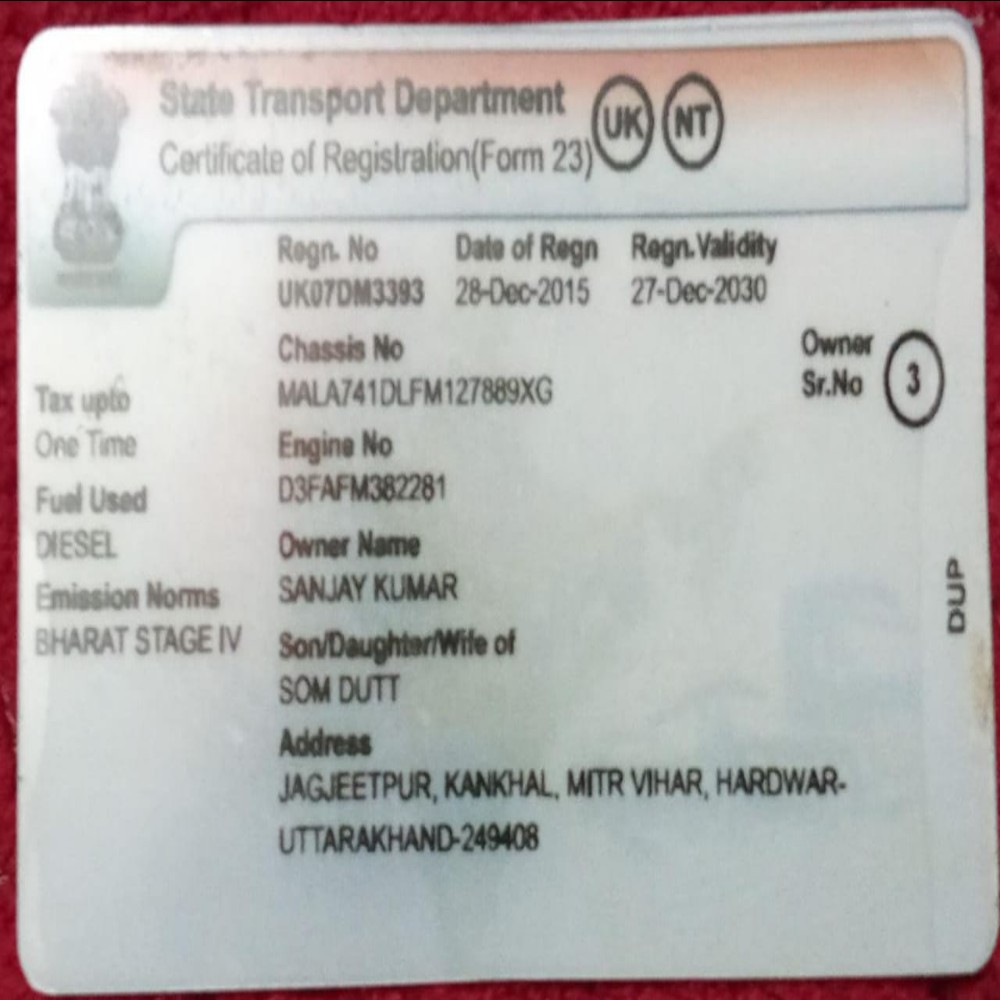 State Transport Department
Certificate of Registration(Form 23)
UK NT
Regn. No Date of Regn Regn.Validity
UK07DM3393 28-Dec-2015 27-Dec-2030
Chassis No
MALA741DLFM127889XG
Owner
Sr.No 3
Tax upto
One Time
Engine No
D3FAFM382281
Fuel Used
DIESEL
Owner Name
SANJAY KUMAR
Emission Norms
BHARAT STAGE IV
Son/Daughter/Wife of
SOM DUTT
Address
JAGJEETPUR, KANKHAL, MITR VIHAR, HARDWAR-
UTTARAKHAND-249408
DUP